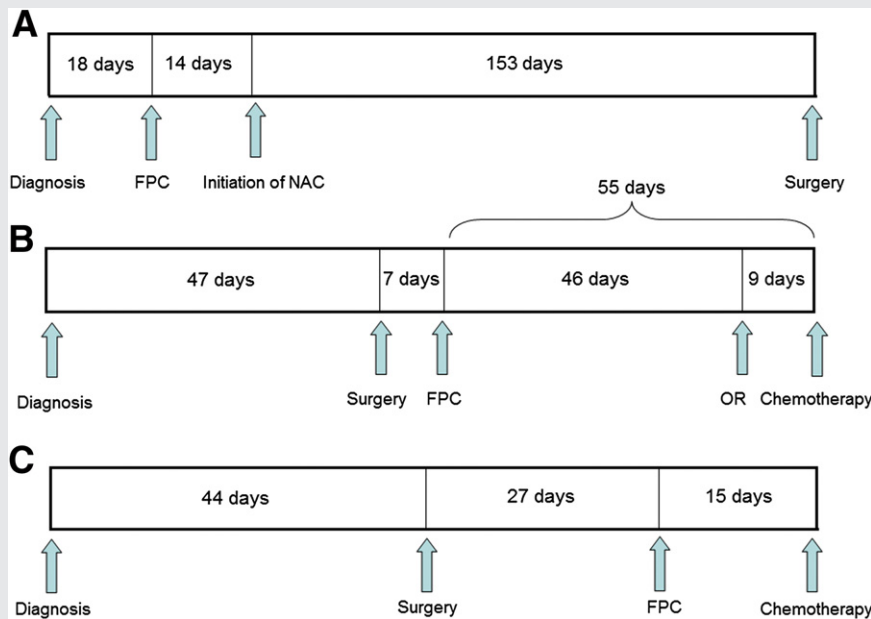 A
18 days 14 days 153 days
Diagnosis FPC Initiation of NAC Surgery
55 days
B
47 days 7 days 46 days 9 days
Diagnosis Surgery FPC OR Chemotherapy
C
44 days 27 days 15 days
Diagnosis Surgery FPC Chemotherapy